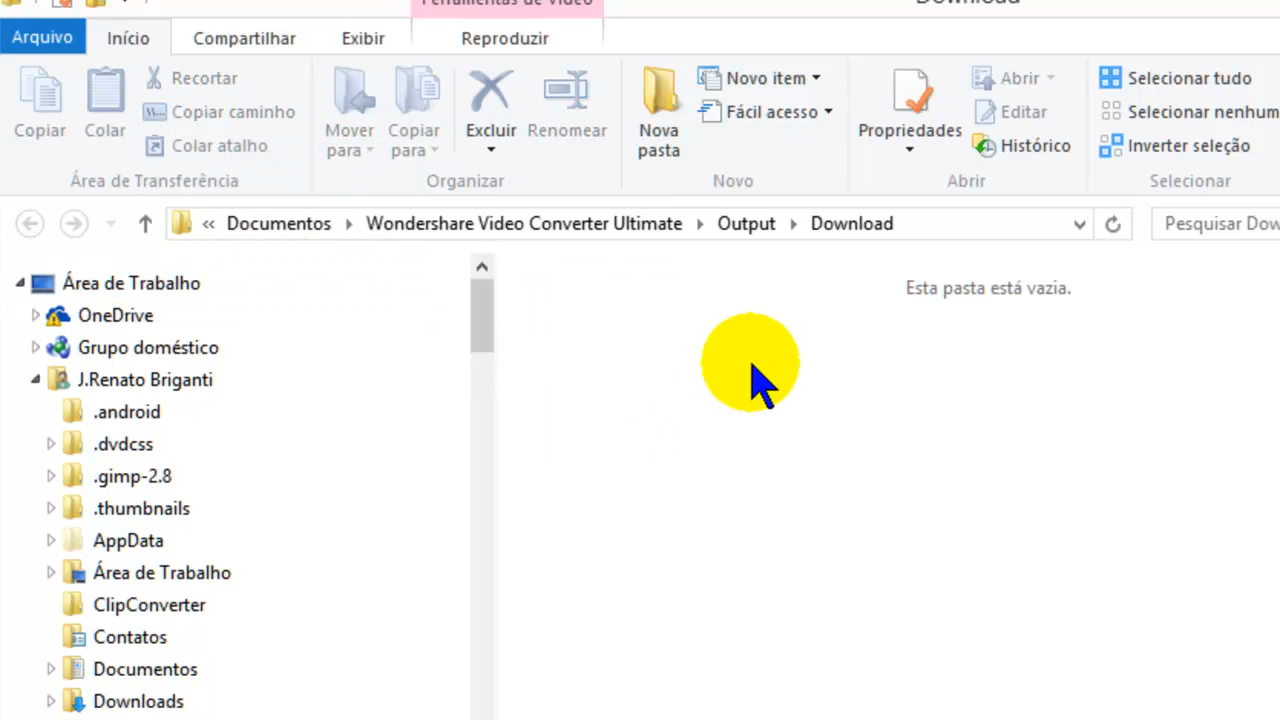 Ferramentas de Vídeo
Download
Arquivo
Início
Compartilhar
Exibir
Reproduzir
Copiar
Colar
Recortar
Copiar caminho
Colar atalho
Área de Transferência
Mover para
Copiar para
Excluir
Renomear
Organizar
Nova pasta
Novo item
Fácil acesso
Novo
Propriedades
Abrir
Editar
Histórico
Abrir
Selecionar tudo
Selecionar nenhum
Inverter seleção
Selecionar
« Documentos Wondershare Video Converter Ultimate Output Download
Pesquisar Dow
Esta pasta está vazia.
Área de Trabalho
OneDrive
Grupo doméstico
J.Renato Briganti
.android
.dvdcss
.gimp-2.8
.thumbnails
AppData
Área de Trabalho
ClipConverter
Contatos
Documentos
Downloads